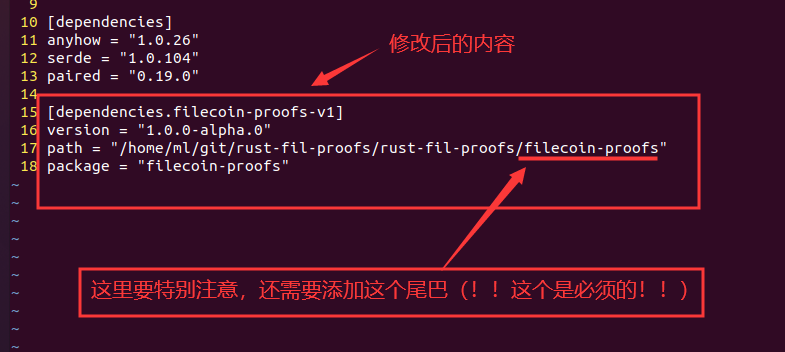 9
10 [dependencies]
11 anyhow = "1.0.26"
修改后的内容
12 serde = "1.0.104"
13 paired = "0.19.0"
14
15 [dependencies.filecoin-proofs-v1]
16 version = "1.0.0-alpha.0"
17 path = "/home/ml/git/rust-fil-proofs/rust-fil-proofs/filecoin-proofs"
18 package = "filecoin-proofs"
~
~
~
~
~
这里要特别注意，还需要添加这个尾巴（！！这个是必须的！！）
~
~
~
~